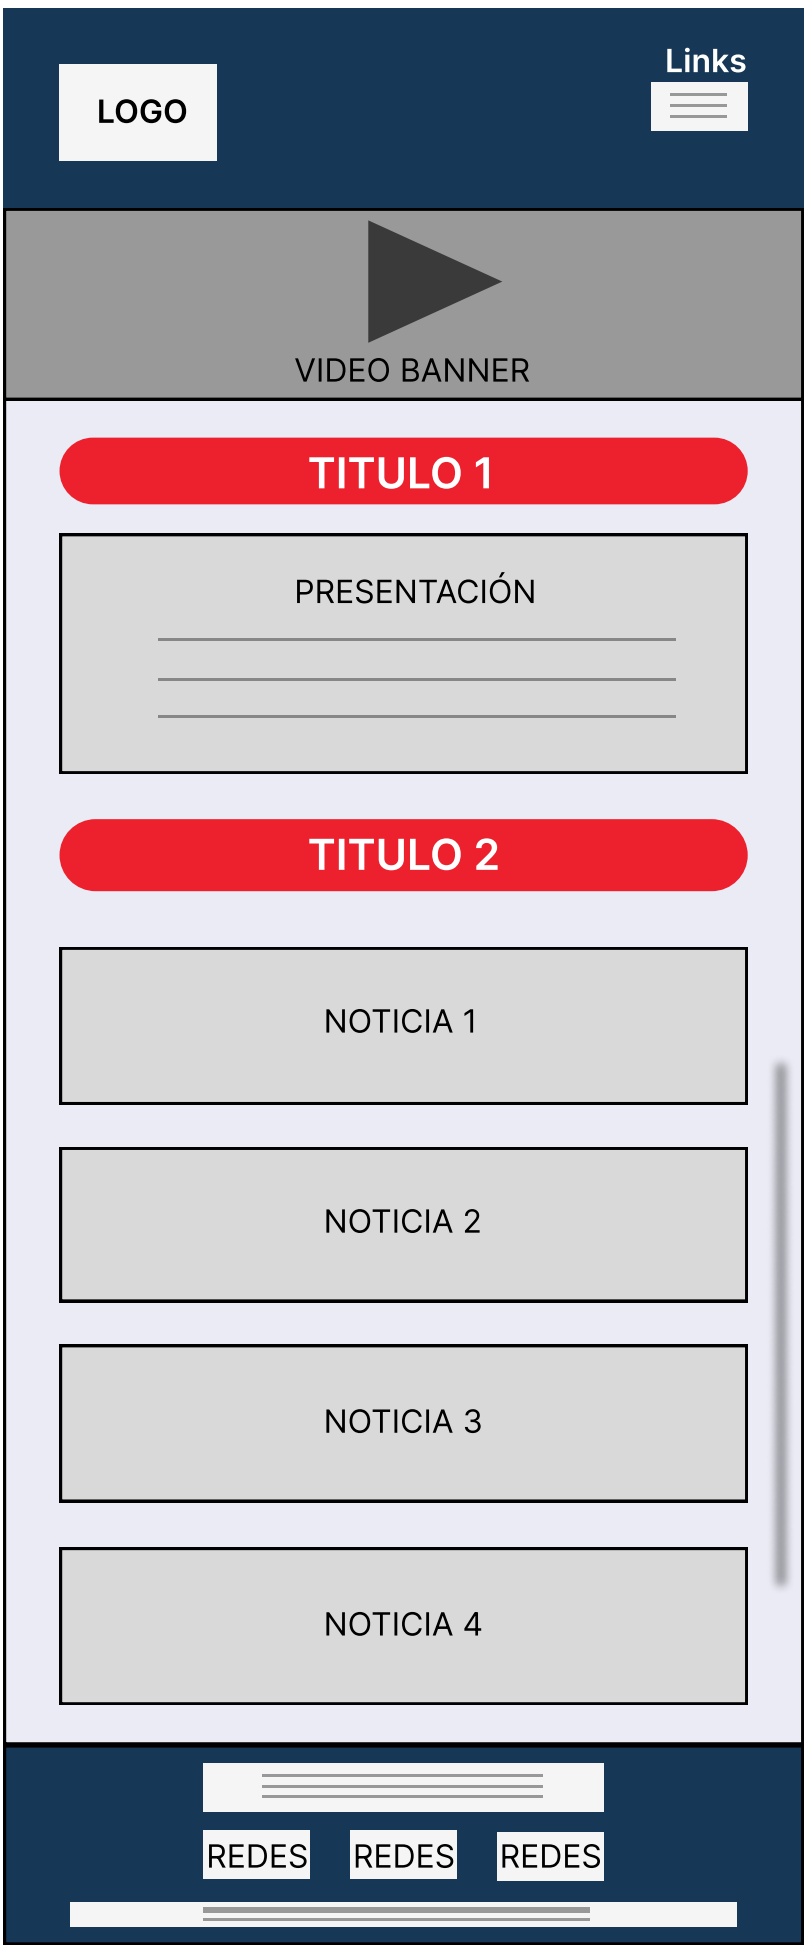 Links
LOGO
VIDEO BANNER
TITULO 1
PRESENTACIÓN
TITULO 2
NOTICIA 1
NOTICIA 2
NOTICIA 3
NOTICIA 4
REDES REDES REDES